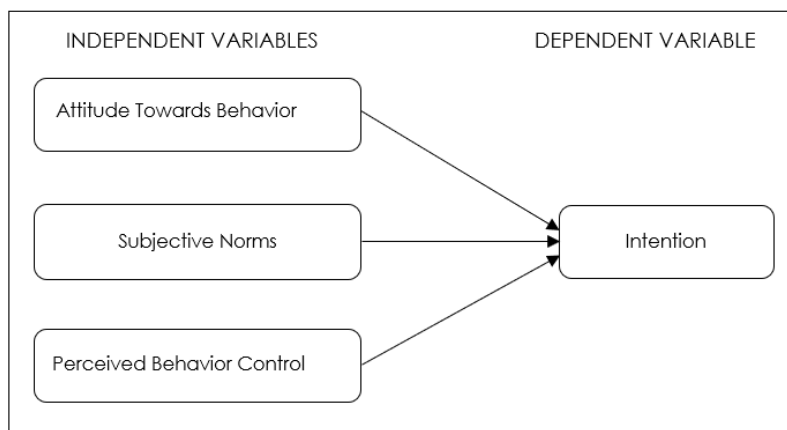 INDEPENDENT VARIABLES
DEPENDENT VARIABLE
Attitude Towards Behavior
Subjective Norms
Intention
Perceived Behavior Control